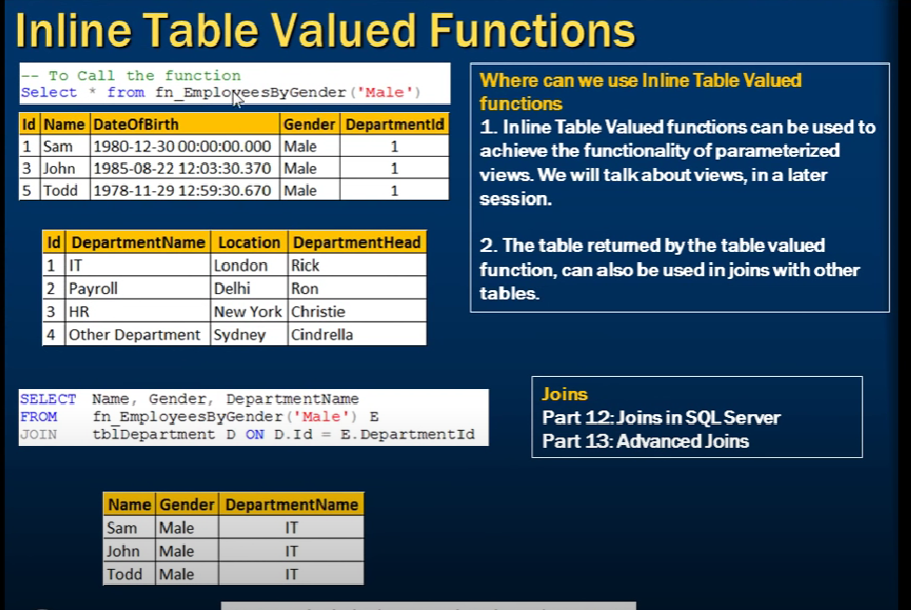 Inline Table Valued Functions
-- To Call the function
Select * from fn_EmployeesByGender('Male')
Id Name DateOfBirth Gender DepartmentId
1 Sam 1980-12-30 00:00:00.000 Male 1
3 John 1985-08-22 12:03:30.370 Male 1
5 Todd 1978-11-29 12:59:30.670 Male 1
Id DepartmentName Location DepartmentHead
1 IT London Rick
2 Payroll Delhi Ron
3 HR New York Christie
4 Other Department Sydney Cindrella
SELECT Name, Gender, DepartmentName
FROM fn_EmployeesByGender('Male') E
JOIN tblDepartment D ON D.Id = E.DepartmentId
Name Gender DepartmentName
Sam Male IT
John Male IT
Todd Male IT
Where can we use Inline Table Valued
functions
1. Inline Table Valued functions can be used to
achieve the functionality of parameterized
views. We will talk about views, in a later
session.
2. The table returned by the table valued
function, can also be used in joins with other
tables.
Joins
Part 12: Joins in SQL Server
Part 13: Advanced Joins